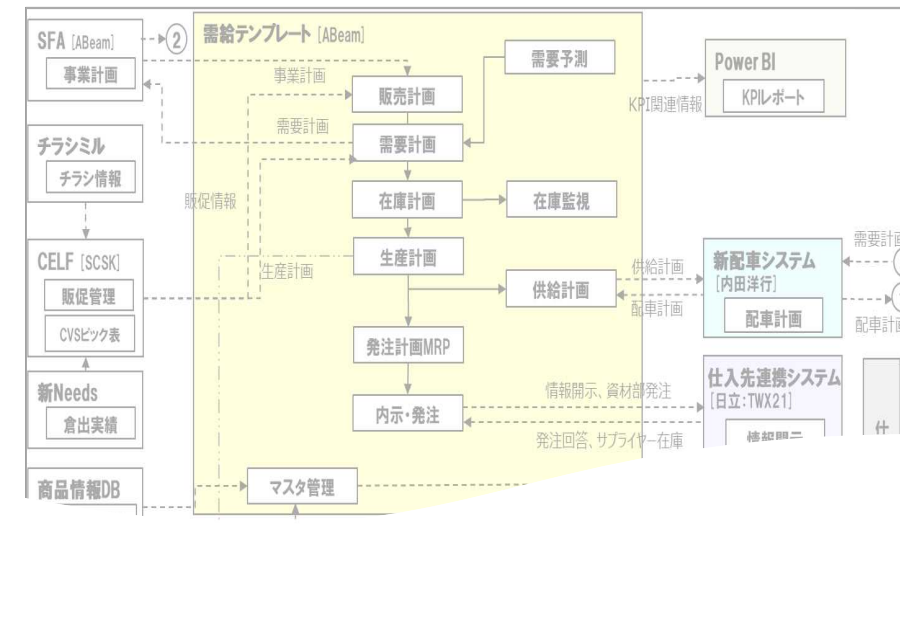 SFA [ABeam]
事業計画
②
需給テンプレート [ABeam]
事業計画
需要予測
販売計画
需要計画
需要計画
Power BI
KPIレポート
KPI関連情報
チラシミル
チラシ情報
販促情報
在庫計画
在庫監視
CELF [SCSK]
販促管理
CVSピック表
生産計画
生産計画
供給計画
供給計画
配車計画
新配車システム
[内田洋行]
配車計画
需要計画
配車計画
発注計画MRP
新Needs
倉出実績
内示・発注
情報開示、資材部発注
発注回答、サプライヤー在庫
仕入先連携システム
[日立:TWX21]
情報開示
仕
商品情報DB
マスタ管理